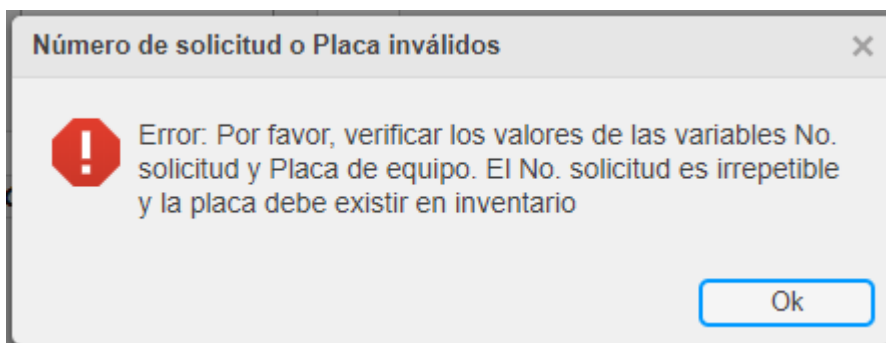 Número de solicitud o Placa inválidos
Error: Por favor, verificar los valores de las variables No.
solicitud y Placa de equipo. El No. solicitud es irrepetible
y la placa debe existir en inventario
Ok